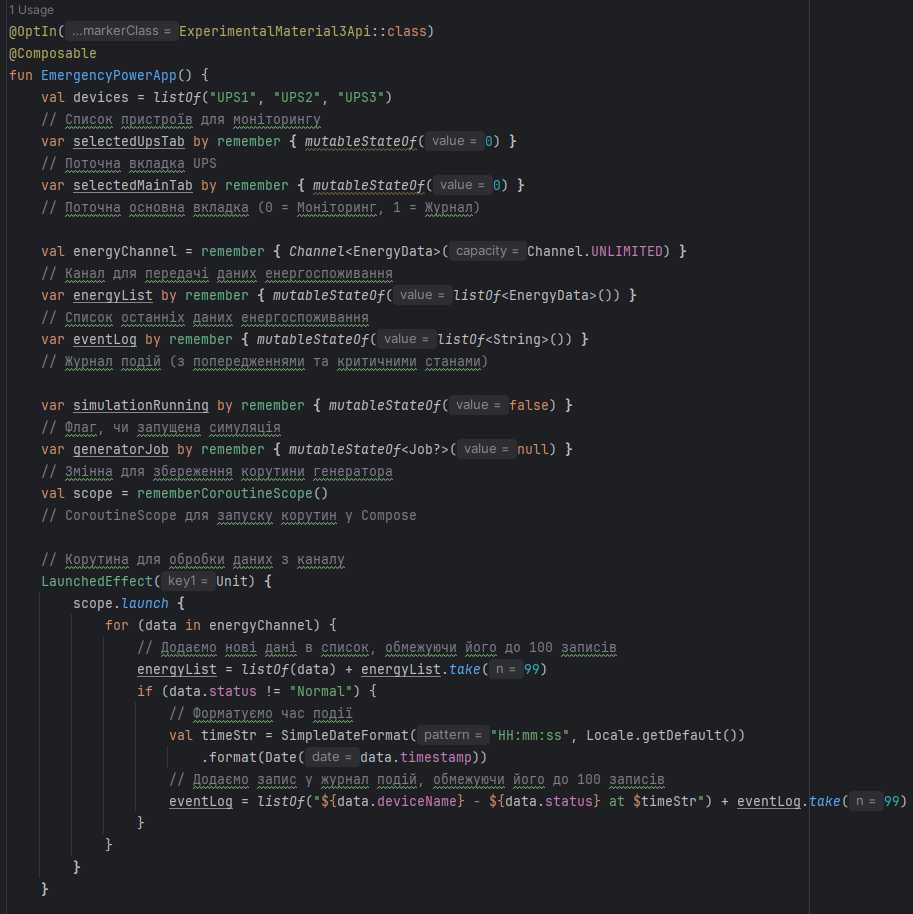 1 Usage
@OptIn( ...markerClass = ExperimentalMaterial3Api::class)
@Composable
fun EmergencyPowerApp() {
    val devices = listOf("UPS1", "UPS2", "UPS3")
    // Список пристроїв для моніторингу
    var selectedUpsTab by remember { mutableStateOf( value = 0) }
    // Поточна вкладка UPS
    var selectedMainTab by remember { mutableStateOf( value = 0) }
    // Поточна основна вкладка (0 = Моніторинг, 1 = Журнал)
    val energyChannel = remember { Channel<EnergyData>( capacity = Channel.UNLIMITED) }
    // Канал для передачі даних енергоспоживання
    var energyList by remember { mutableStateOf( value = listOf<EnergyData>()) }
    // Список останніх даних енергоспоживання
    var eventLog by remember { mutableStateOf( value = listOf<String>()) }
    // Журнал подій (з попередженнями та критичними станами)
    var simulationRunning by remember { mutableStateOf( value = false) }
    // Флаг, чи запущена симуляція
    var generatorJob by remember { mutableStateOf<Job?>( value = null) }
    // Змінна для збереження корутини генератора
    val scope = rememberCoroutineScope()
    // CoroutineScope для запуску корутин у Compose
    // Корутина для обробки даних з каналу
    LaunchedEffect( key1 = Unit) {
        scope.launch {
            for (data in energyChannel) {
                // Додаємо нові дані в список, обмежуючи його до 100 записів
                energyList = listOf(data) + energyList.take( n = 99)
                if (data.status != "Normal") {
                    // Форматуємо час події
                    val timeStr = SimpleDateFormat( pattern = "HH:mm:ss", Locale.getDefault())
                        .format(Date( date = data.timestamp))
                    // Додаємо запис у журнал подій, обмежуючи його до 100 записів
                    eventLog = listOf("${data.deviceName} - ${data.status} at $timeStr") + eventLog.take( n = 99)
                }
            }
        }
    }